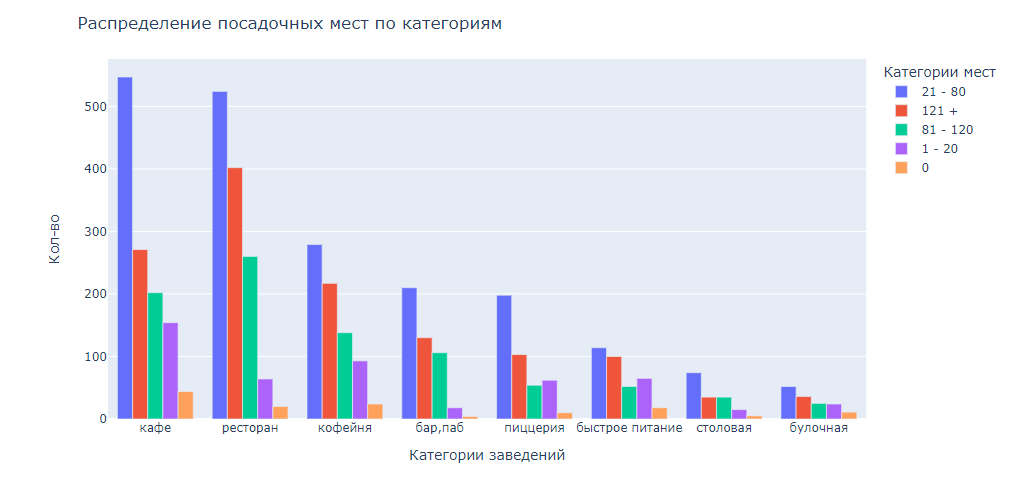 Распределение посадочных мест по категориям
Категории мест
21 - 80
121 +
81 - 120
1 - 20
0
Кол-во
500
400
300
200
100
0
кафе
ресторан
кофейня
бар,паб
пиццерия
быстрое питание
столовая
булочная
Категории заведений